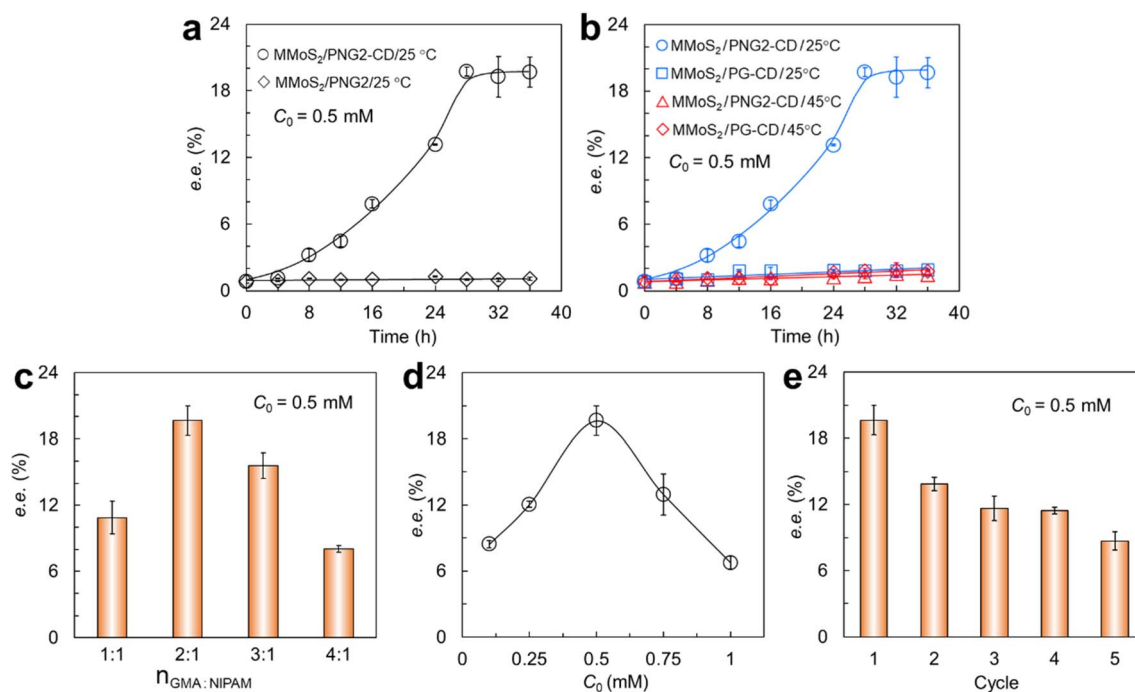 a
24
18
12
6
0
e.e. (%)
MMoS₂/PNG2-CD/25 °C
MMoS₂/PNG2/25 °C
C₀ = 0.5 mM
0 8 16 24 32 40
Time (h)
b
24
18
12
6
0
e.e. (%)
MMoS₂/PNG2-CD/25°C
MMoS₂/PG-CD/25°C
MMoS₂/PNG2-CD/45°C
MMoS₂/PG-CD/45°C
C₀ = 0.5 mM
0 8 16 24 32 40
Time (h)
c
24
18
12
6
0
e.e. (%)
C₀ = 0.5 mM
1:1 2:1 3:1 4:1
nGMA : NIPAM
d
24
18
12
6
0
e.e. (%)
0 0.25 0.5 0.75 1
C₀ (mM)
e
24
18
12
6
0
e.e. (%)
C₀ = 0.5 mM
1 2 3 4 5
Cycle